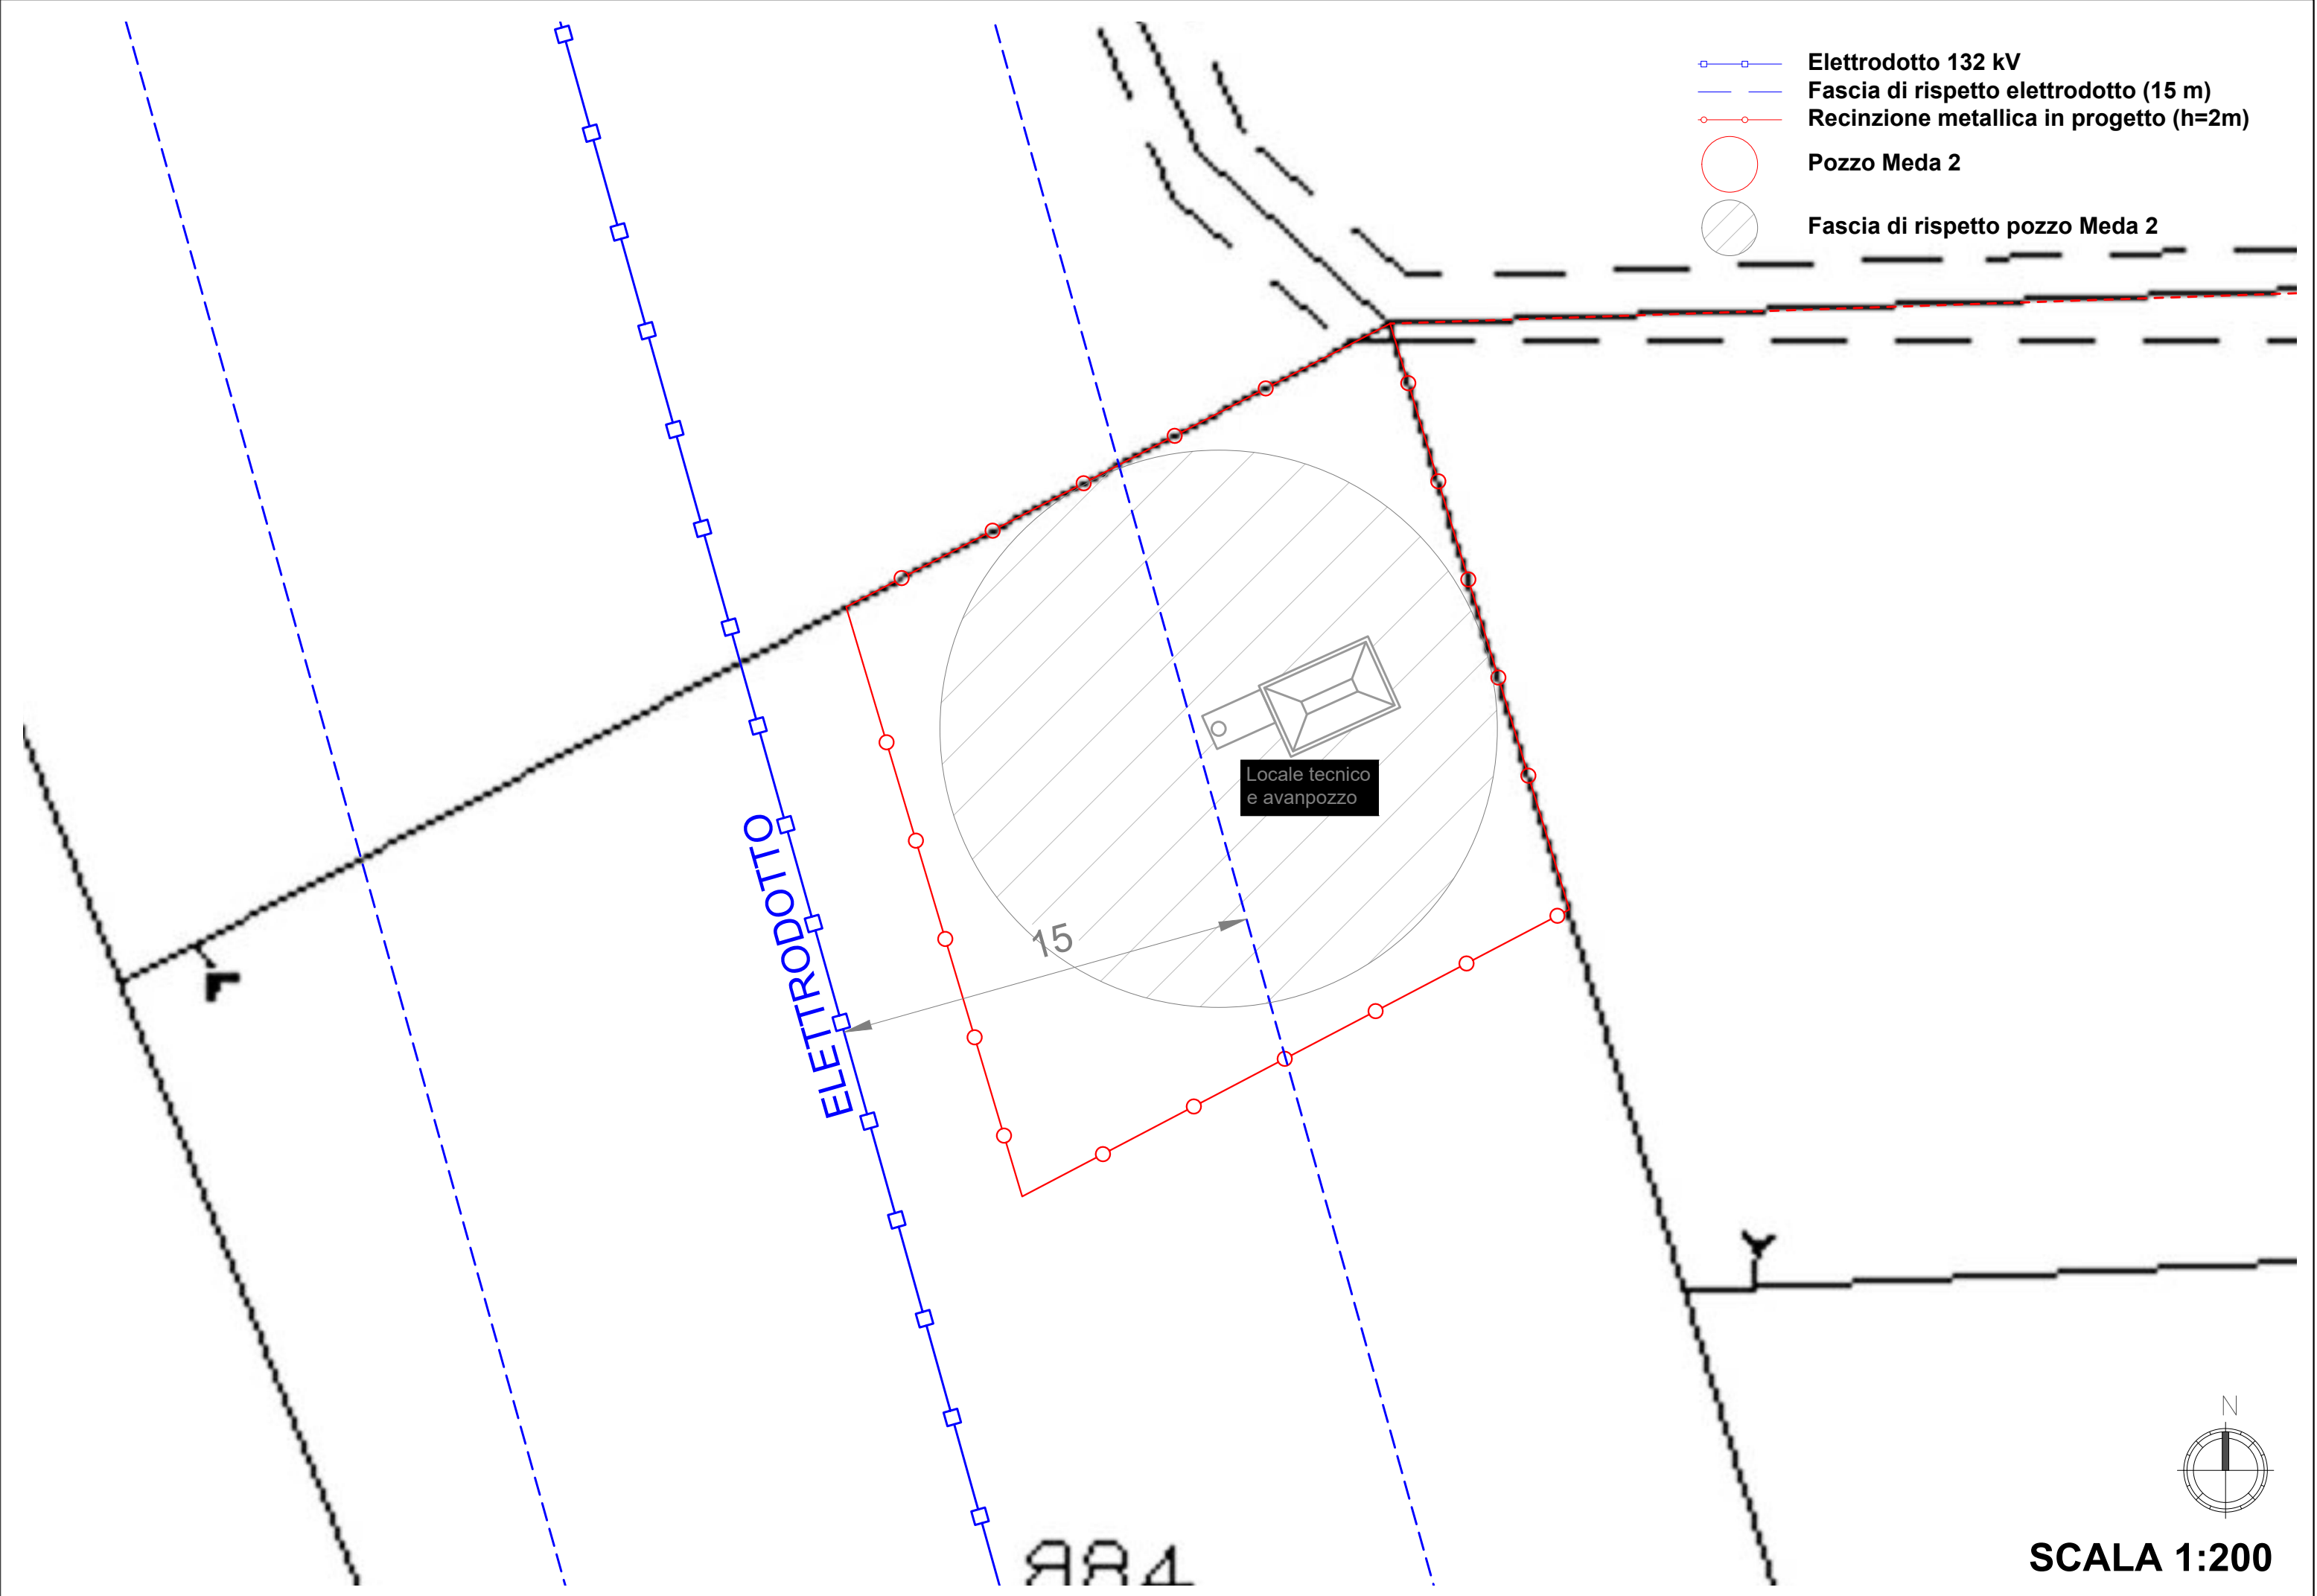 Elettrodotto 132 kV
Fascia di rispetto elettrodotto (15 m)
Recinzione metallica in progetto (h=2m)
Pozzo Meda 2
Fascia di rispetto pozzo Meda 2
Locale tecnico
e avanpozzo
ELETTRODOTTO
15
N
SCALA 1:200